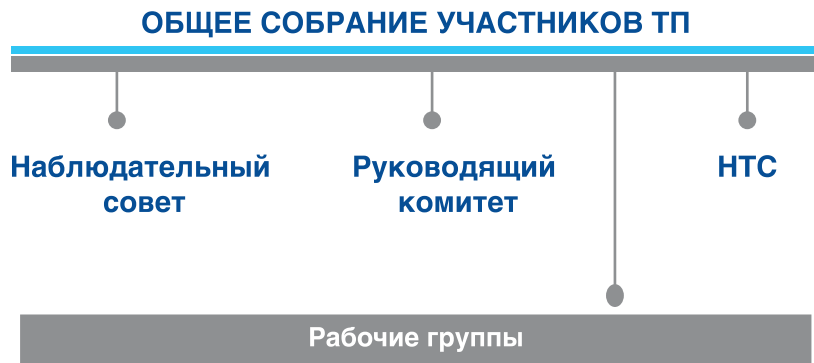 ОБЩЕЕ СОБРАНИЕ УЧАСТНИКОВ ТП
Наблюдательный
совет
Руководящий
комитет
НТС
Рабочие группы